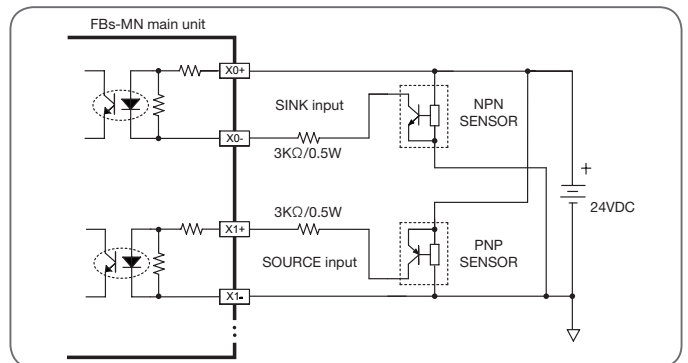 FBs-MN main unit
X0+
SINK input
NPN
SENSOR
X0-
3KΩ/0.5W
+
24VDC
3KΩ/0.5W
X1+
SOURCE input
PNP
SENSOR
X1-